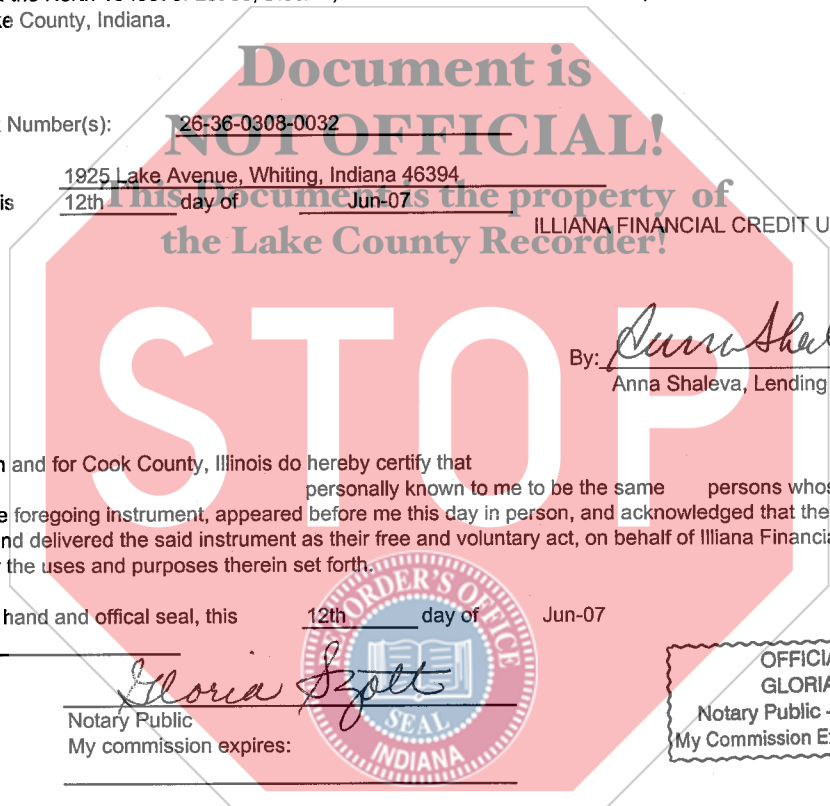 ke County, Indiana.
Document is
Number(s): 26-36-0308-0032
NOT OFFICIAL!
1925 Lake Avenue, Whiting, Indiana 46394
This Document is the property of
is 12th day of Jun-07
ILLIANA FINANCIAL CREDIT U
the Lake County Recorder!
STOP
By: Anna Shal
Anna Shaleva, Lending
n and for Cook County, Illinois do hereby certify that
personally known to me to be the same persons whos
e foregoing instrument, appeared before me this day in person, and acknowledged that the
nd delivered the said instrument as their free and voluntary act, on behalf of Illiana Financia
r the uses and purposes therein set forth.
RECORDER'S OFFICE
hand and offical seal, this 12th day of Jun-07
Gloria Szolt
SEAL
INDIANA
Notary Public
My commission expires:
OFFICIA
GLORIA
Notary Public -
My Commission E